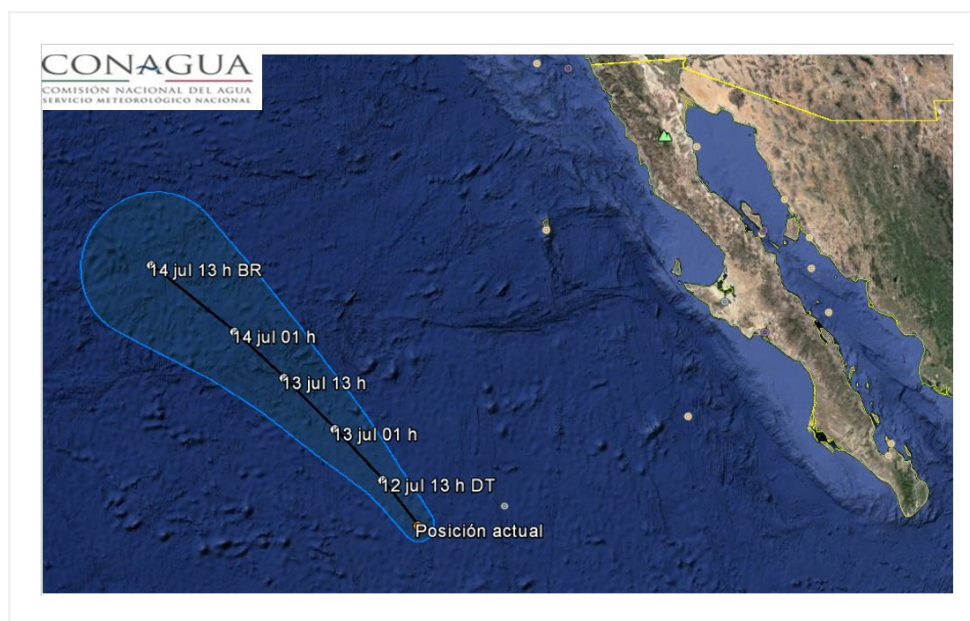 CONAGUA
COMISIÓN NACIONAL DEL AGUA
SERVICIO METEOROLÓGICO NACIONAL
14 jul 13 h BR
14 jul 01 h
13 jul 13 h
13 jul 01 h
12 jul 13 h DT
Posición actual